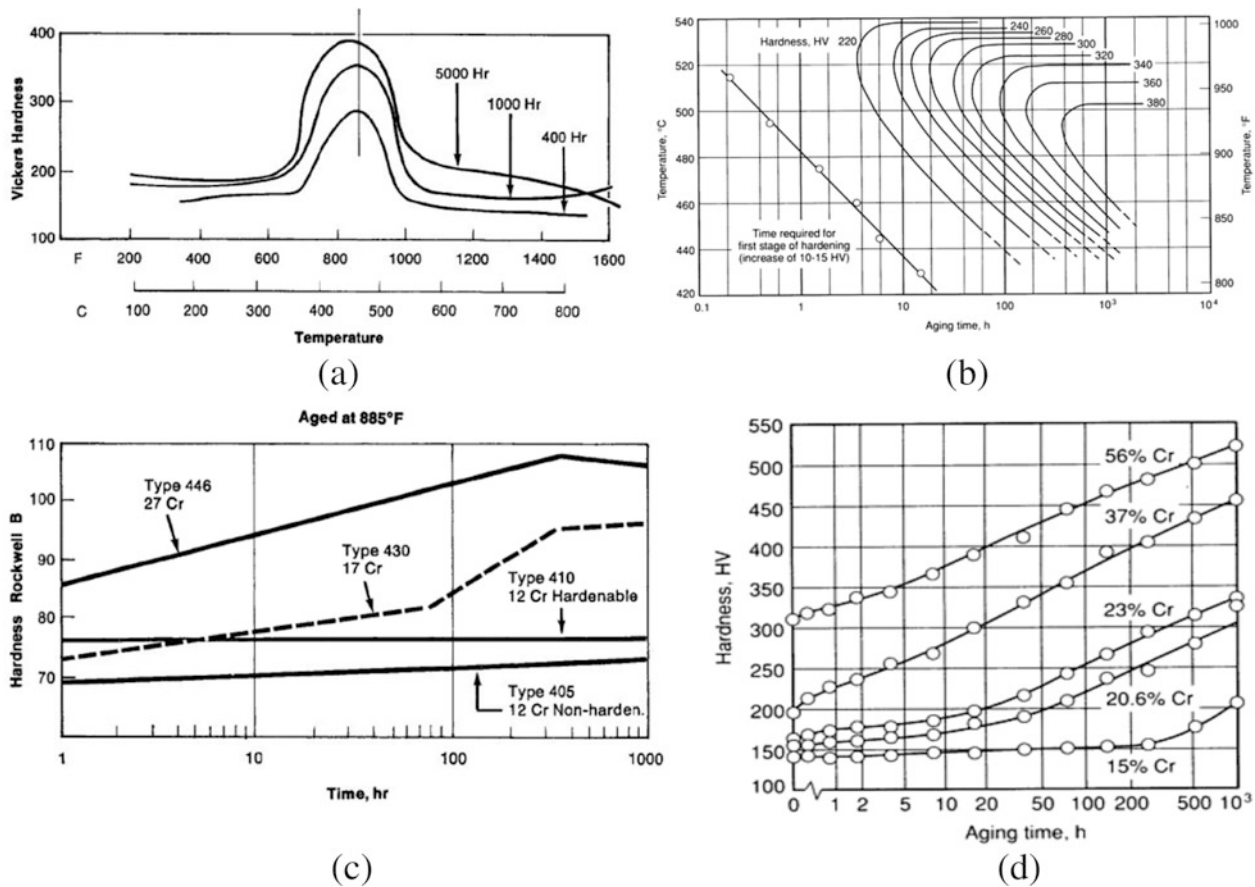 400
300
200
100
Vickers Hardness
5000 Hr
1000 Hr
400 Hr
F 200 400 600 800 1000 1200 1400 1600
C 100 200 300 400 500 600 700 800
Temperature
(a)
540
520
500
480
460
440
420
Temperature, °C
Hardness, HV 220
240
260
280
300
320
340
360
380
1000
950
900
850
800
Temperature, °F
Time required for
first stage of hardening
(increase of 10-15 HV)
0.1 1 10 100 10³ 10⁴
Aging time, h
(b)
Aged at 885°F
110
100
90
80
70
Hardness Rockwell B
Type 446
27 Cr
Type 430
17 Cr
Type 410
12 Cr Hardenable
Type 405
12 Cr Non-harden.
1 10 100 1000
Time, hr
(c)
550
500
450
400
350
300
250
200
150
100
Hardness, HV
56% Cr
37% Cr
23% Cr
20.6% Cr
15% Cr
0 1 2 5 10 20 50 100 200 500 10³
Aging time, h
(d)